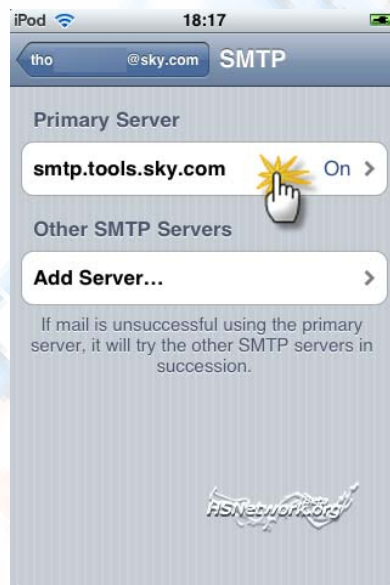 iPod 18:17
tho @sky.com SMTP
Primary Server
smtp.tools.sky.com On
Other SMTP Servers
Add Server...
If mail is unsuccessful using the primary
server, it will try the other SMTP servers in
succession.
HSNetwork.org